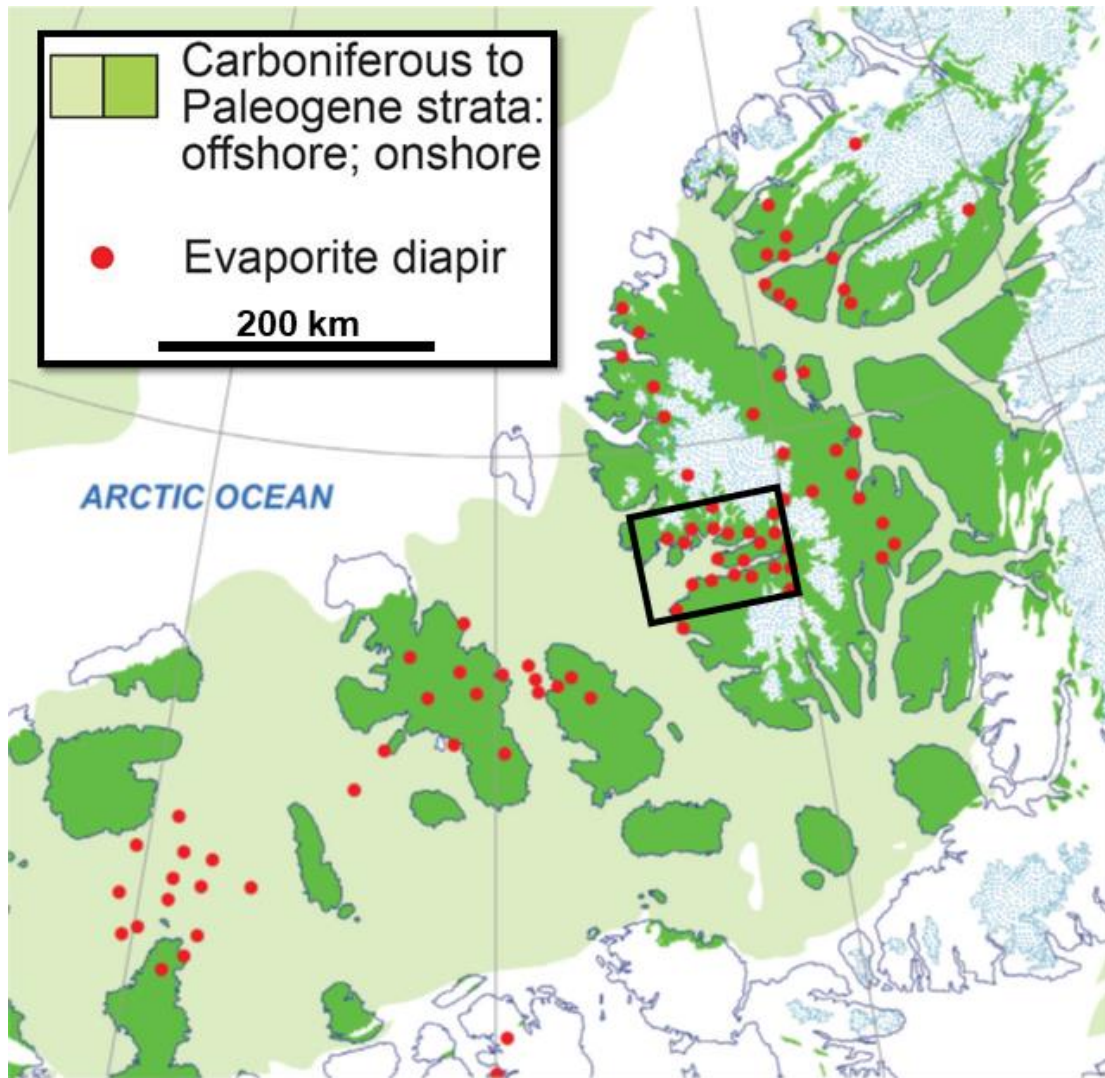 Carboniferous to
Paleogene strata:
offshore; onshore
Evaporite diapir
200 km
ARCTIC OCEAN